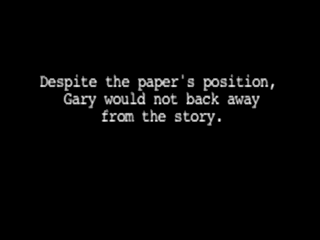 Despite the paper's position,
Gary would not back away
from the story.